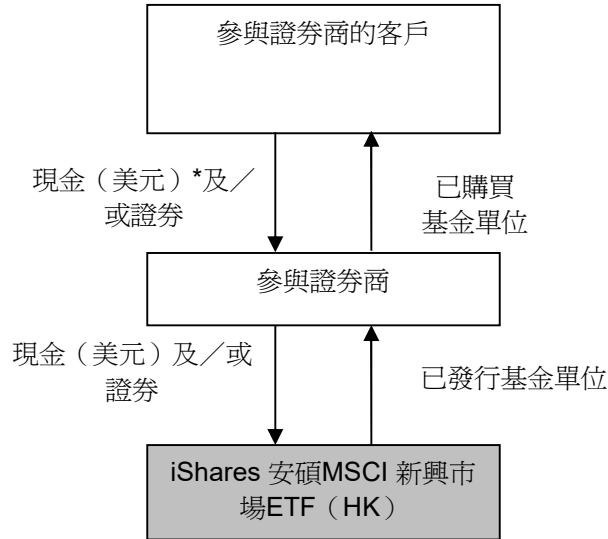 參與證券商的客戶
現金（美元）*及／
或證券
已購買
基金單位
參與證券商
現金（美元）及／或
證券
已發行基金單位
iShares 安碩MSCI 新興市
場ETF（HK）